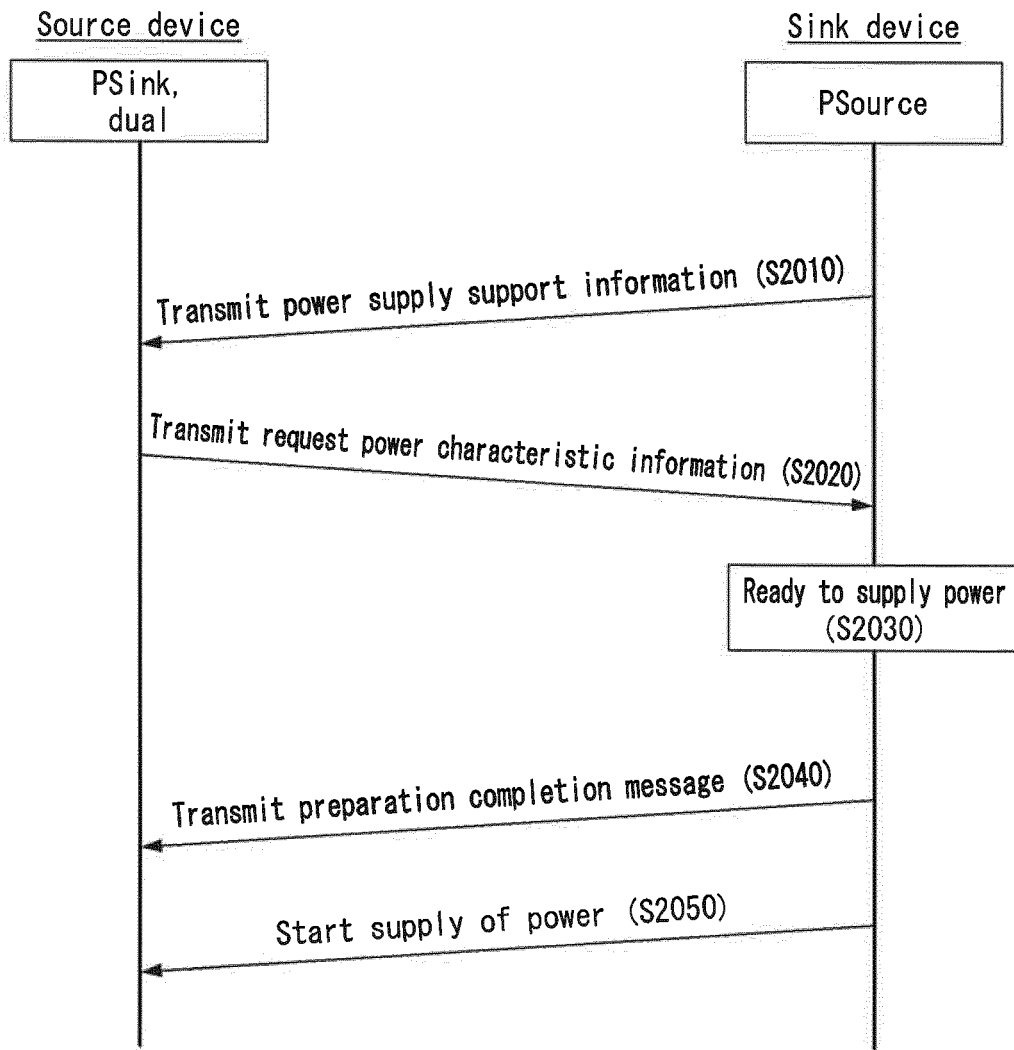 Source device
Sink device
PSink,
dual
PSource
Transmit power supply support information (S2010)
Transmit request power characteristic information (S2020)
Ready to supply power
(S2030)
Transmit preparation completion message (S2040)
Start supply of power (S2050)